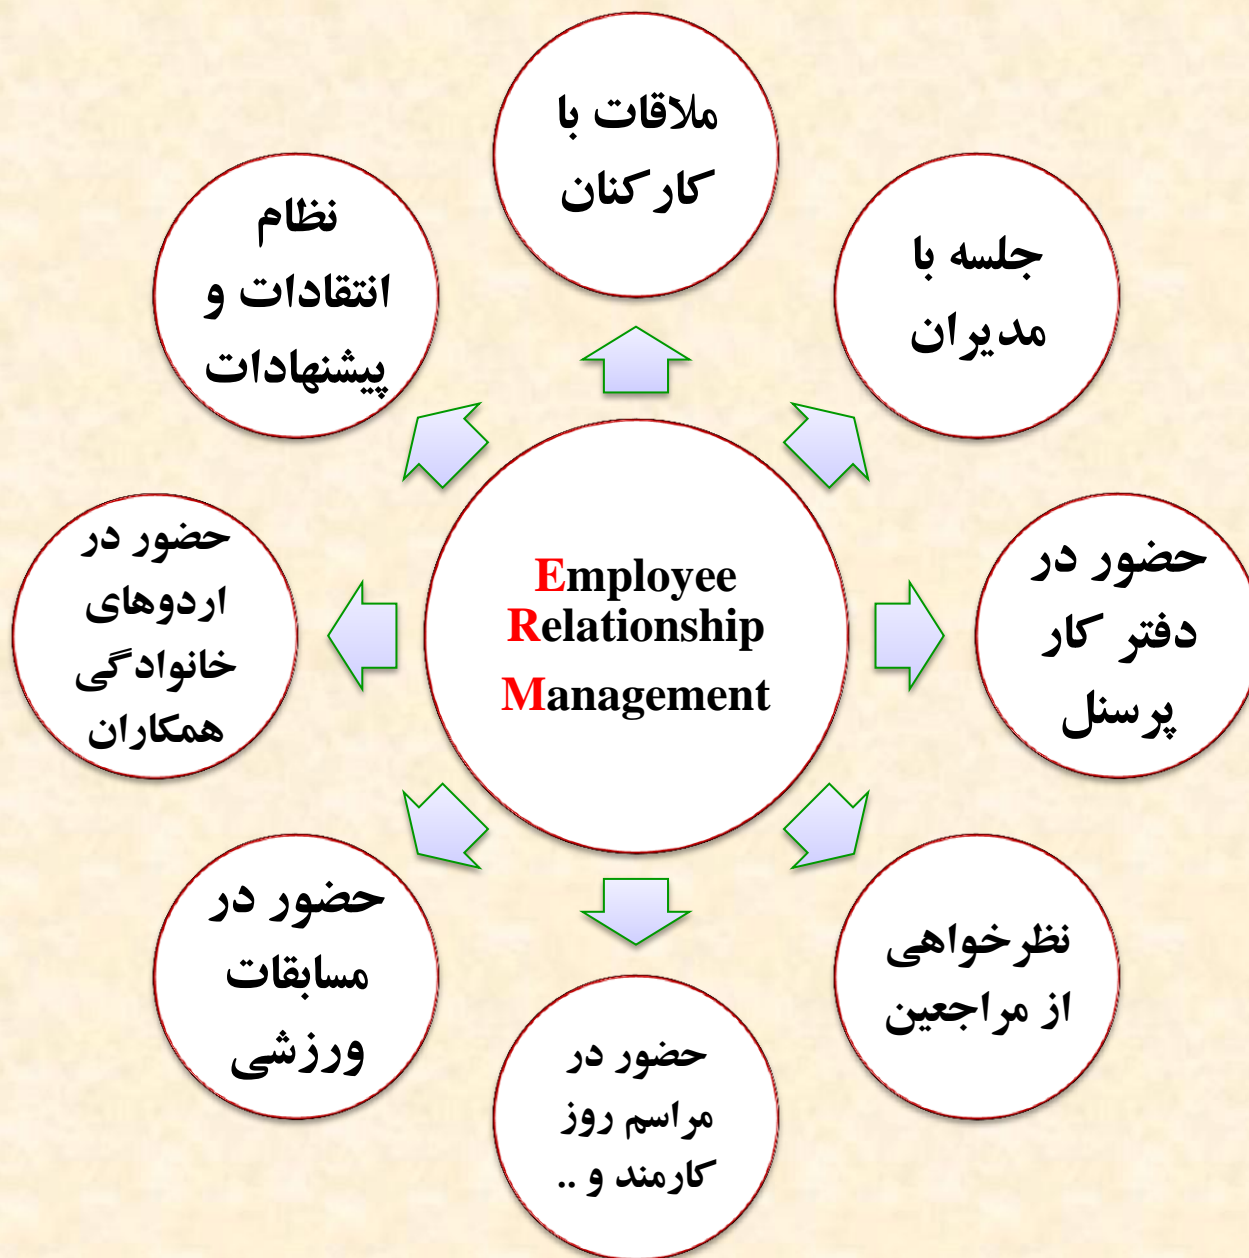 ملاقات با
کارکنان
جلسه با
مدیران
حضور در
دفتر کار
پرسنل
نظرخواهی
از مراجعین
حضور در
مراسم روز
کارمند و ..
حضور در
مسابقات
ورزشی
حضور در
اردوهای
خانوادگی
همکاران
نظام
انتقادات و
پیشنهادات
Employee
Relationship
Management